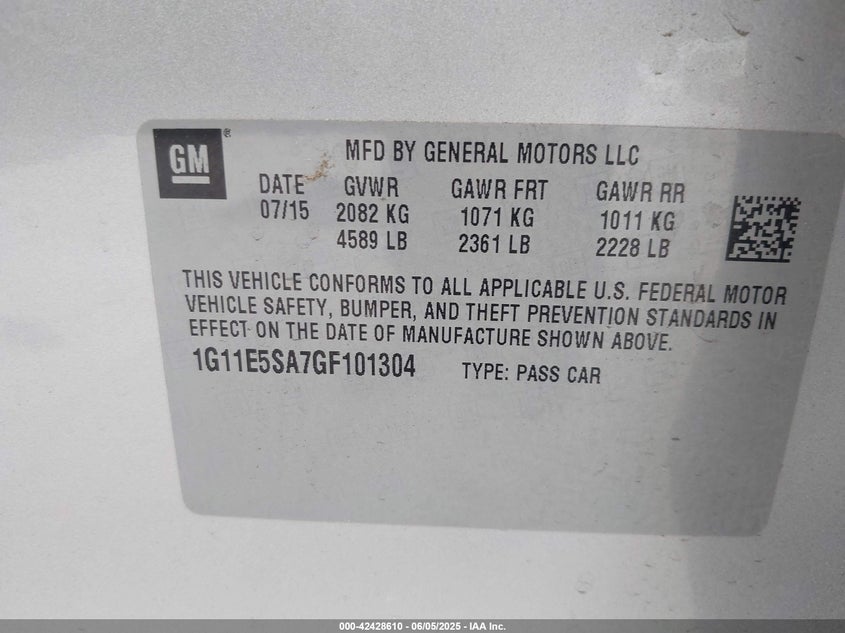 GM ®
MFD BY GENERAL MOTORS LLC
DATE GVWR GAWR FRT GAWR RR
07/15 2082 KG 1071 KG 1011 KG
4589 LB 2361 LB 2228 LB
THIS VEHICLE CONFORMS TO ALL APPLICABLE U.S. FEDERAL MOTOR
VEHICLE SAFETY, BUMPER, AND THEFT PREVENTION STANDARDS IN
EFFECT ON THE DATE OF MANUFACTURE SHOWN ABOVE.
1G11E5SA7GF101304 TYPE: PASS CAR
000-42428610 - 06/05/2025 - IAA Inc.